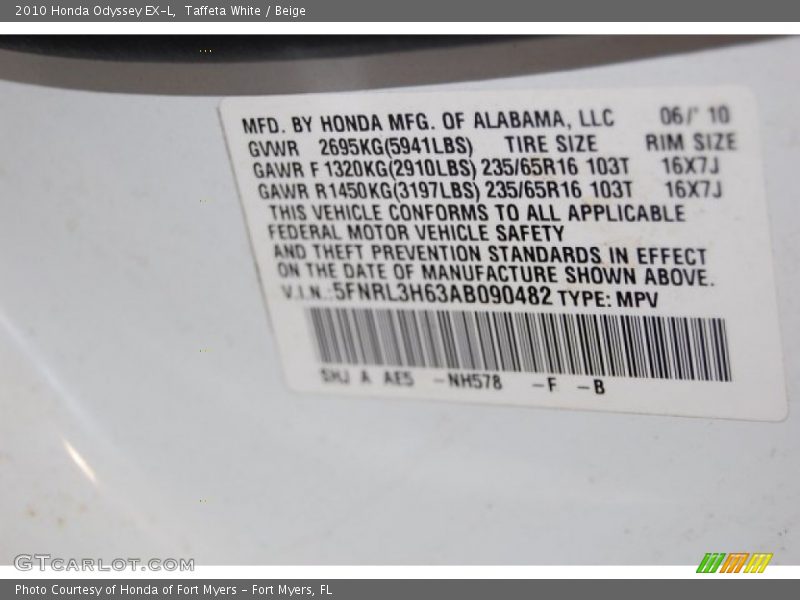 2010 Honda Odyssey EX-L,  Taffeta White / Beige
MFD. BY HONDA MFG. OF ALABAMA, LLC 06/' 10
GVWR 2695KG(5941LBS) TIRE SIZE RIM SIZE
GAWR F 1320KG(2910LBS) 235/65R16 103T 16X7J
GAWR R1450KG(3197LBS) 235/65R16 103T 16X7J
THIS VEHICLE CONFORMS TO ALL APPLICABLE
FEDERAL MOTOR VEHICLE SAFETY
AND THEFT PREVENTION STANDARDS IN EFFECT
ON THE DATE OF MANUFACTURE SHOWN ABOVE.
V.I.N.:5FNRL3H63AB090482 TYPE: MPV
SHJ A AE5 -NH578 -F -B
GTCARLOT.COM
Photo Courtesy of Honda of Fort Myers - Fort Myers, FL